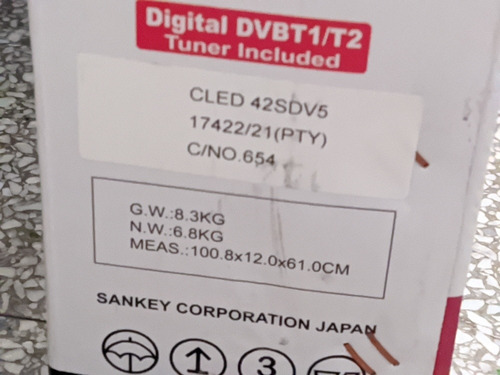 Digital DVBT1/T2
Tuner Included
CLED 42SDV5
17422/21(PTY)
C/NO.654
G.W.:8.3KG
N.W.:6.8KG
MEAS.:100.8x12.0x61.0CM
SANKEY CORPORATION JAPAN
3